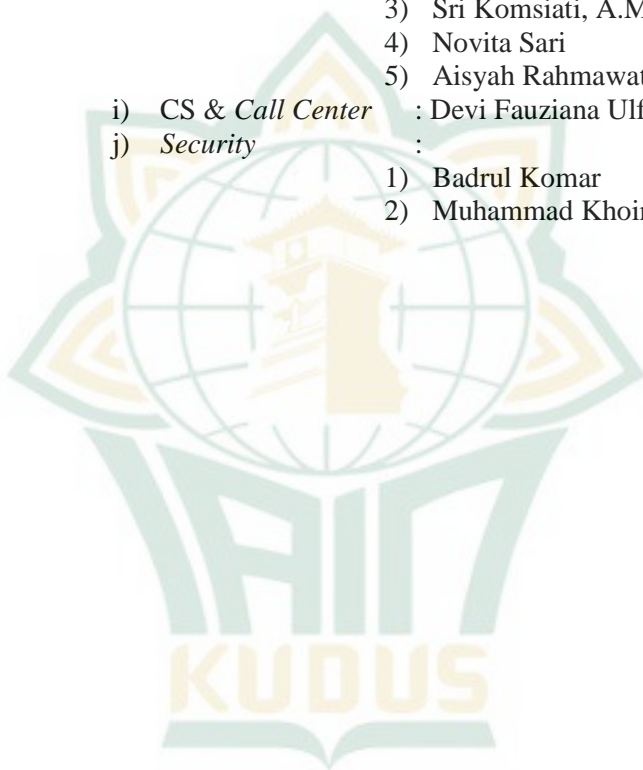 3) Sri Komsiati, A.M
4) Novita Sari
5) Aisyah Rahmawat
i) CS & Call Center : Devi Fauziana Ulf
j) Security :
1) Badrul Komar
2) Muhammad Khoir
IAIN
KUDUS